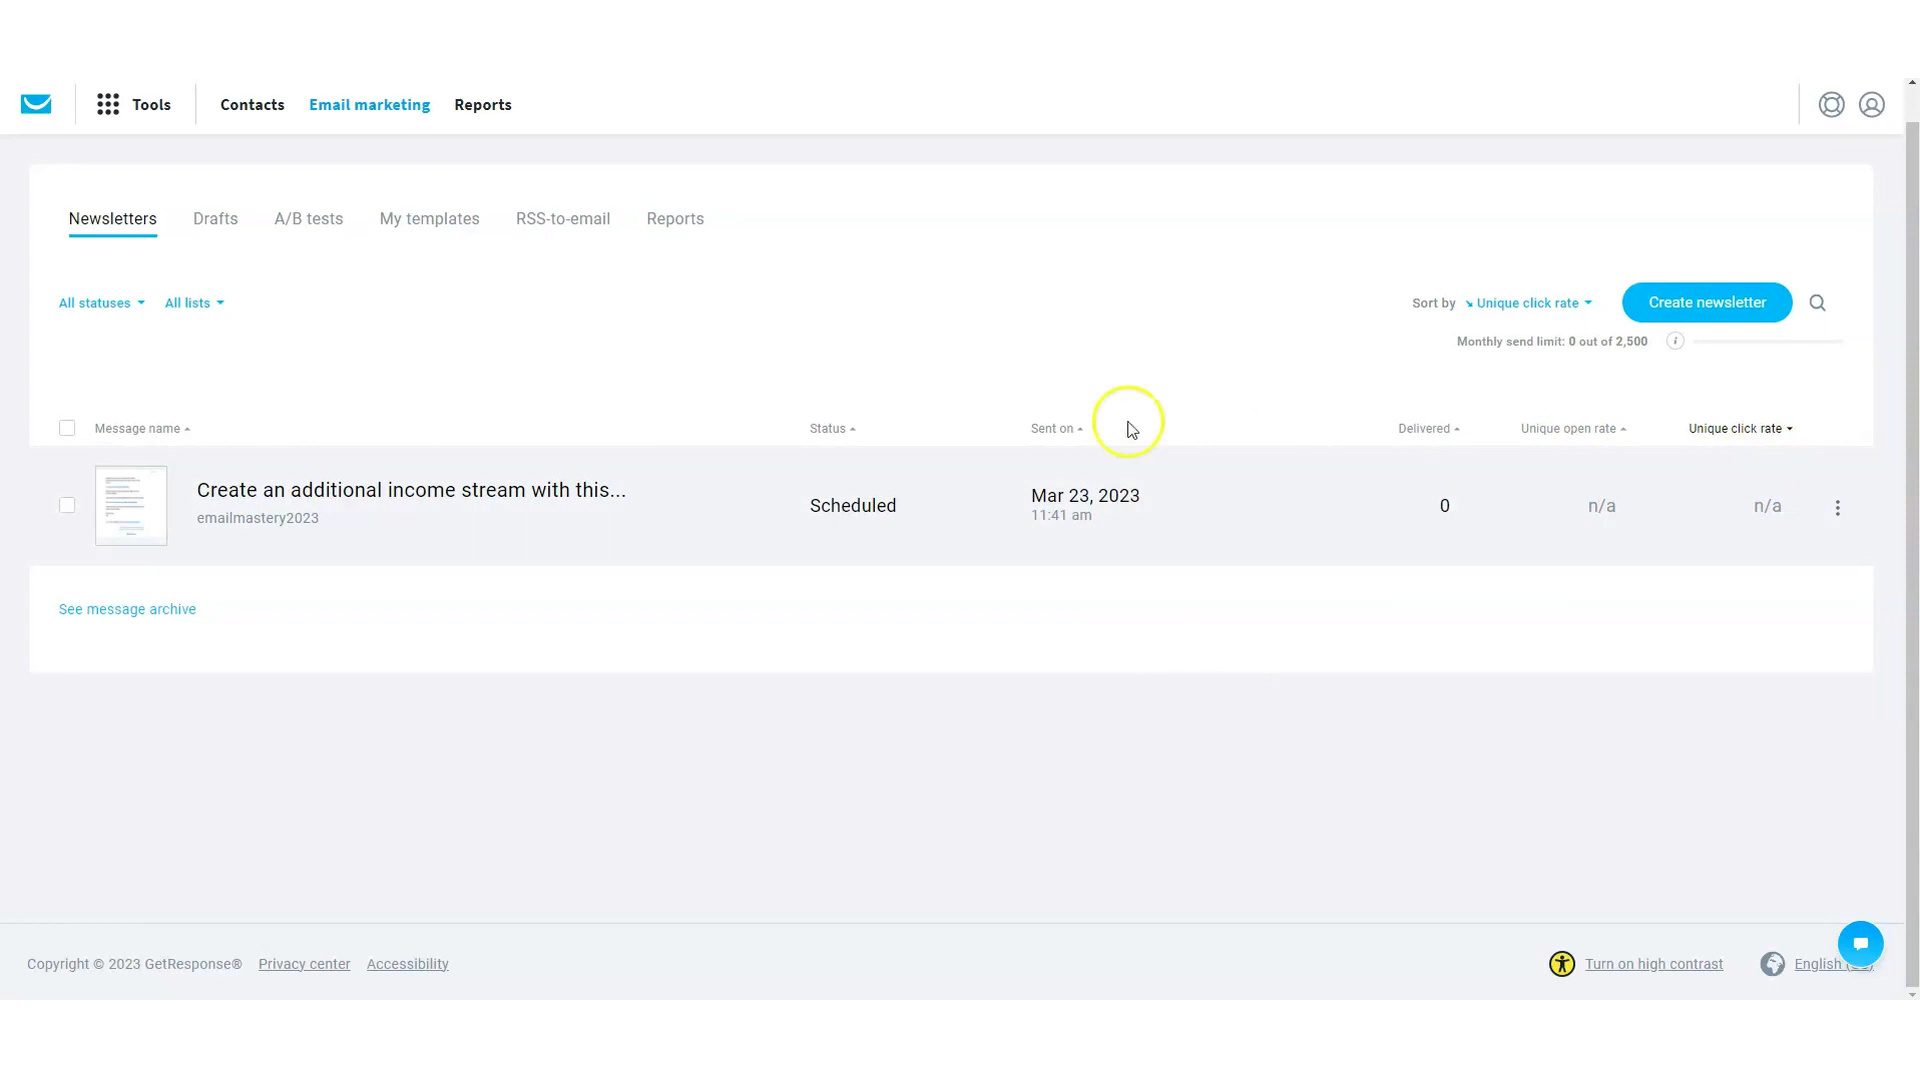 Tools Contacts Email marketing Reports
Newsletters Drafts A/B tests My templates RSS-to-email Reports
All statuses All lists Sort by Unique click rate Create newsletter
Monthly send limit: 0 out of 2,500
Message name Status Sent on Delivered Unique open rate Unique click rate
Create an additional income stream with this...
emailmastery2023
Scheduled
Mar 23, 2023
11:41 am
0 n/a n/a
See message archive
Copyright © 2023 GetResponse® Privacy center Accessibility Turn on high contrast English